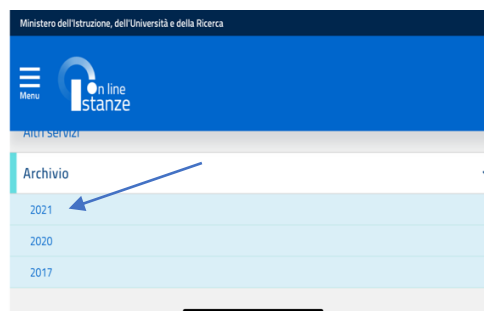 Ministero dell'Istruzione, dell'Università e della Ricerca
Menu
on line
Istanze
Altri servizi
Archivio
2021
2020
2017